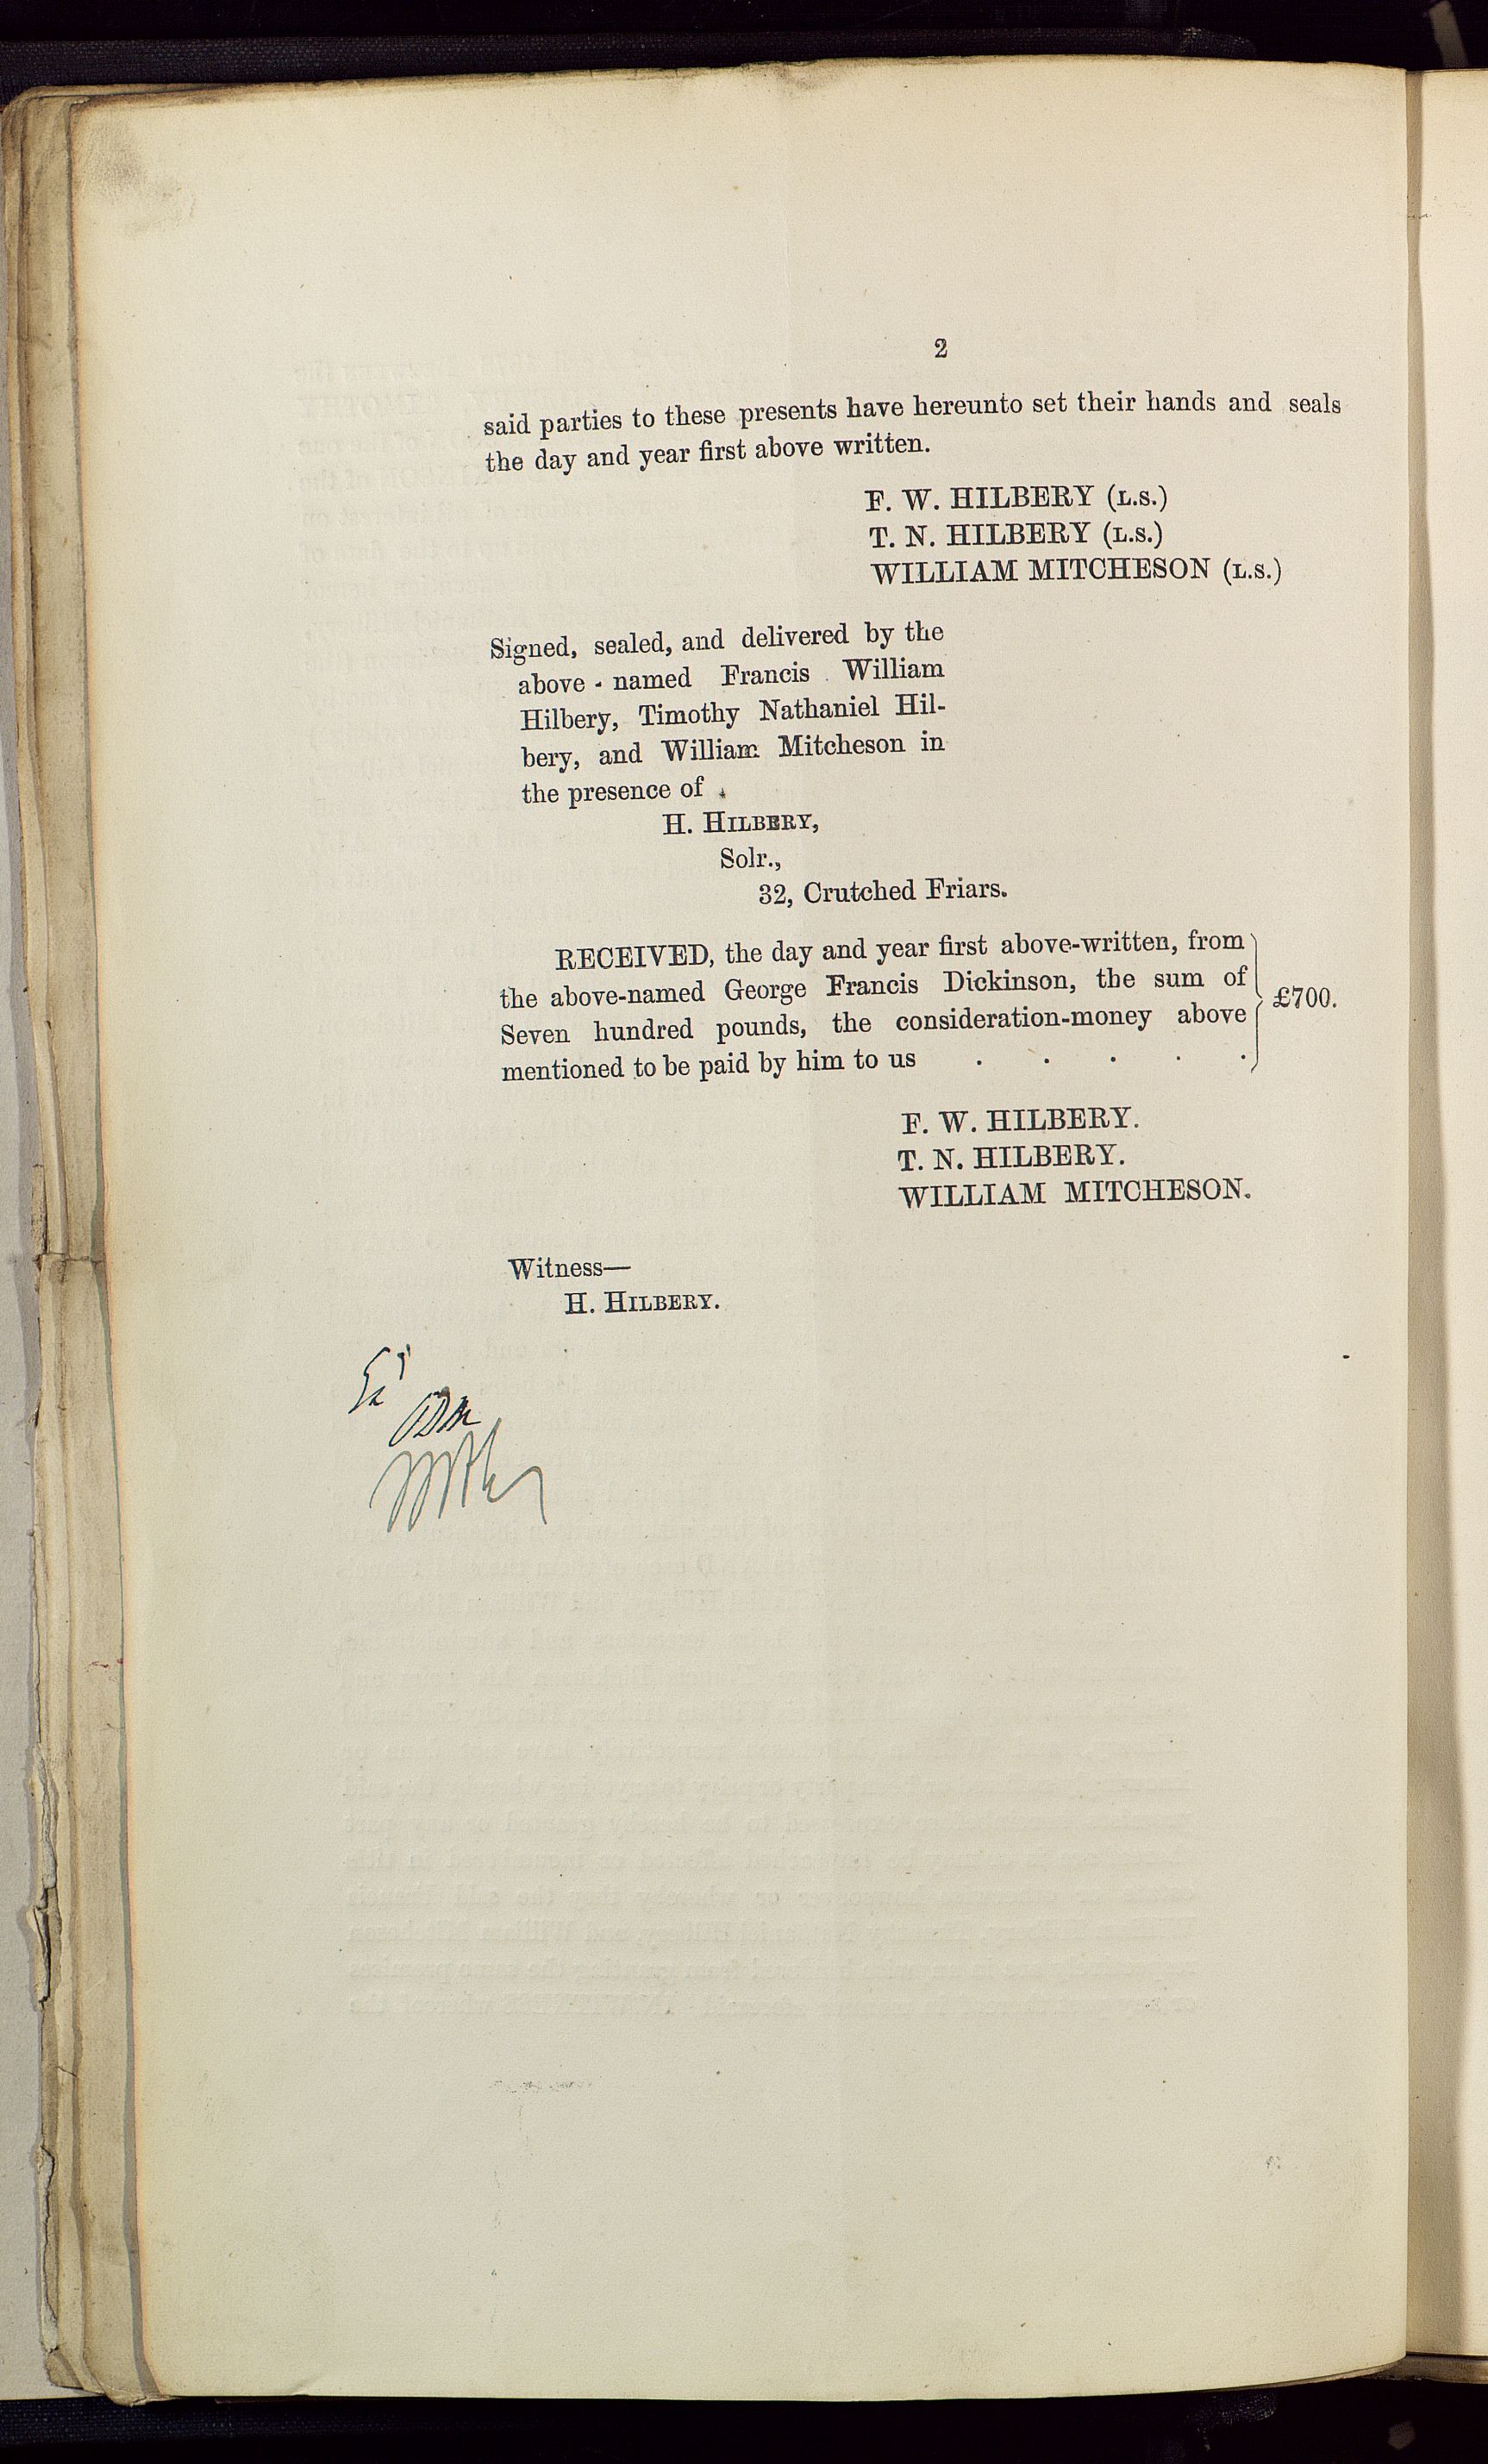 2
said parties to these presents have hereunto set their hands and seals
the day and year first above written.
F. W. HILBERY (L.S.)
T. N. HILBERY (L.S.)
WILLIAM MITCHESON (L.S.)
Signed, sealed, and delivered by the
above-named Francis William
Hilbery, Timothy Nathaniel Hil-
bery, and William Mitcheson in
the presence of
H. HILBERY,
Solr.,
32, Crutched Friars.
RECEIVED, the day and year first above-written, from
the above-named George Francis Dickinson, the sum of
Seven hundred pounds, the consideration-money above
mentioned to be paid by him to us . . . . .
£700.
F. W. HILBERY.
T. N. HILBERY.
WILLIAM MITCHESON.
Witness—
H. HILBERY.